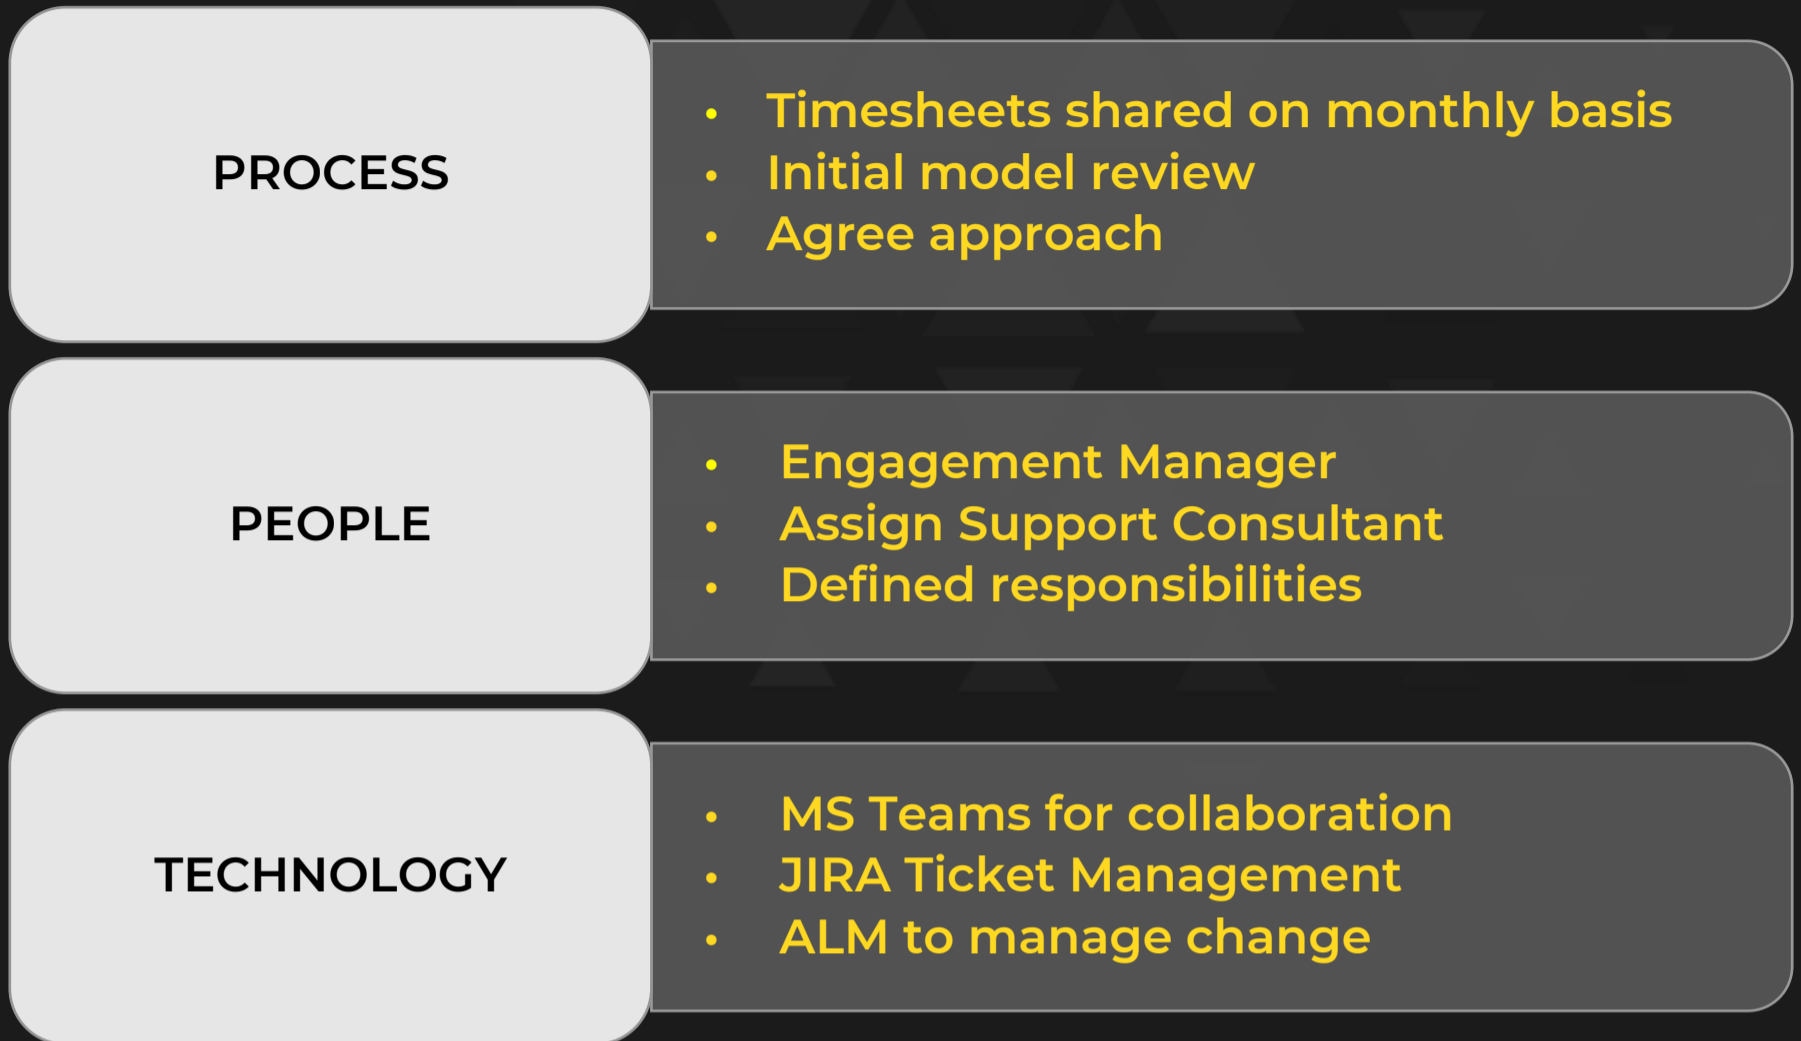 PROCESS
• Timesheets shared on monthly basis
• Initial model review
• Agree approach
PEOPLE
• Engagement Manager
• Assign Support Consultant
• Defined responsibilities
TECHNOLOGY
• MS Teams for collaboration
• JIRA Ticket Management
• ALM to manage change